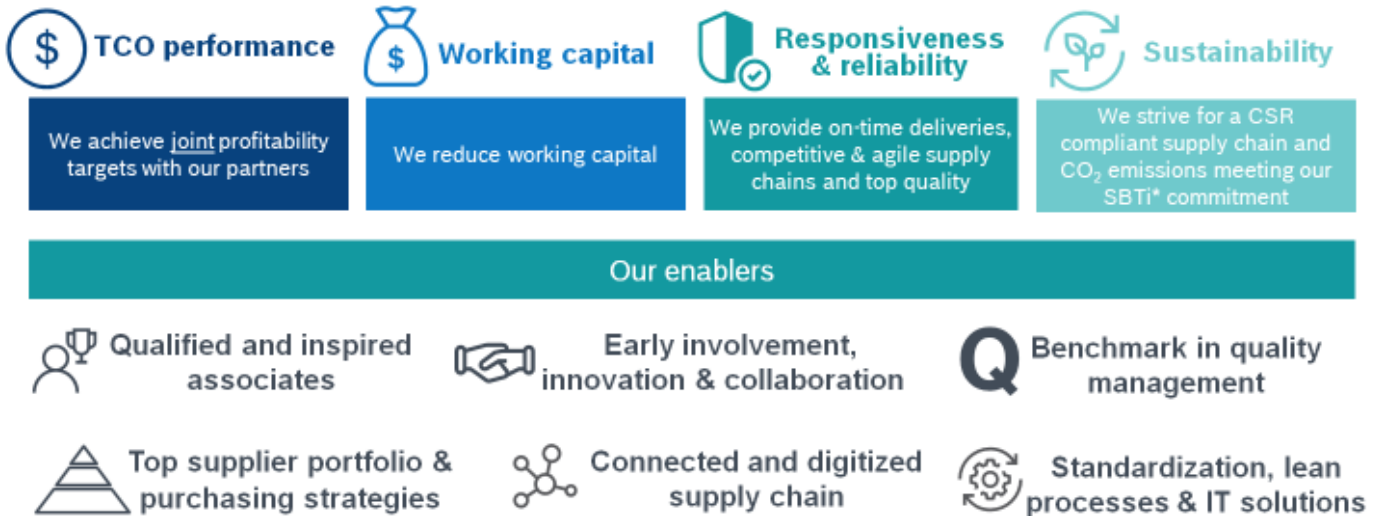 $ TCO performance
$ Working capital
Responsiveness
& reliability
Sustainability
We achieve joint profitability
targets with our partners
We reduce working capital
We provide on-time deliveries,
competitive & agile supply
chains and top quality
We strive for a CSR
compliant supply chain and
CO₂ emissions meeting our
SBTi* commitment
Our enablers
Qualified and inspired
associates
Early involvement,
innovation & collaboration
Q Benchmark in quality
management
Top supplier portfolio &
purchasing strategies
Connected and digitized
supply chain
Standardization, lean
processes & IT solutions